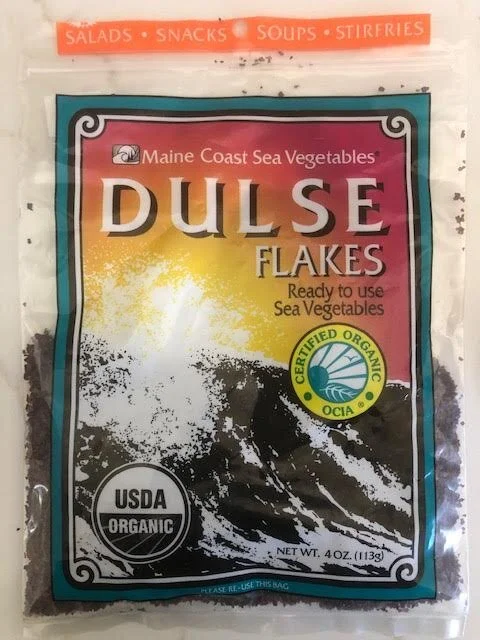 SALADS • SNACKS • SOUPS • STIRFRIES
Maine Coast Sea Vegetables®
DULSE
FLAKES
Ready to use
Sea Vegetables
CERTIFIED ORGANIC
OCIA ®
USDA
ORGANIC
NET WT. 4 OZ. (113g)
PLEASE RE-USE THIS BAG